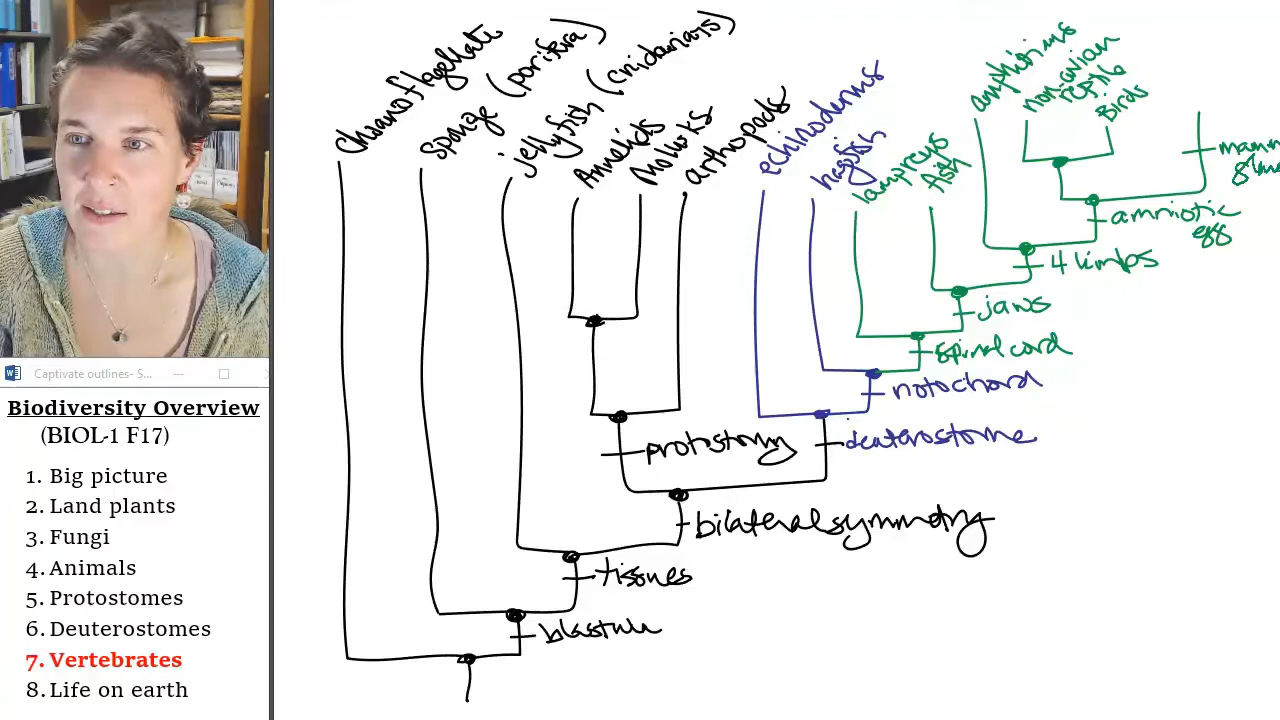 choanoflagellate
sponge (porifera)
jellyfish (cnidarians)
Annelids
Mollusks
arthropods
echinoderms
hagfish
lampreys
fish
non-avian
reptile
Birds
mamm
amniotic
egg
4 limbs
jaws
spinal cord
notochord
deuterostome
protostomy
bilateral symmetry
tissues
blastula
Captivate outlines- S...
Biodiversity Overview
(BIOL-1 F17)
1. Big picture
2. Land plants
3. Fungi
4. Animals
5. Protostomes
6. Deuterostomes
7. Vertebrates
8. Life on earth